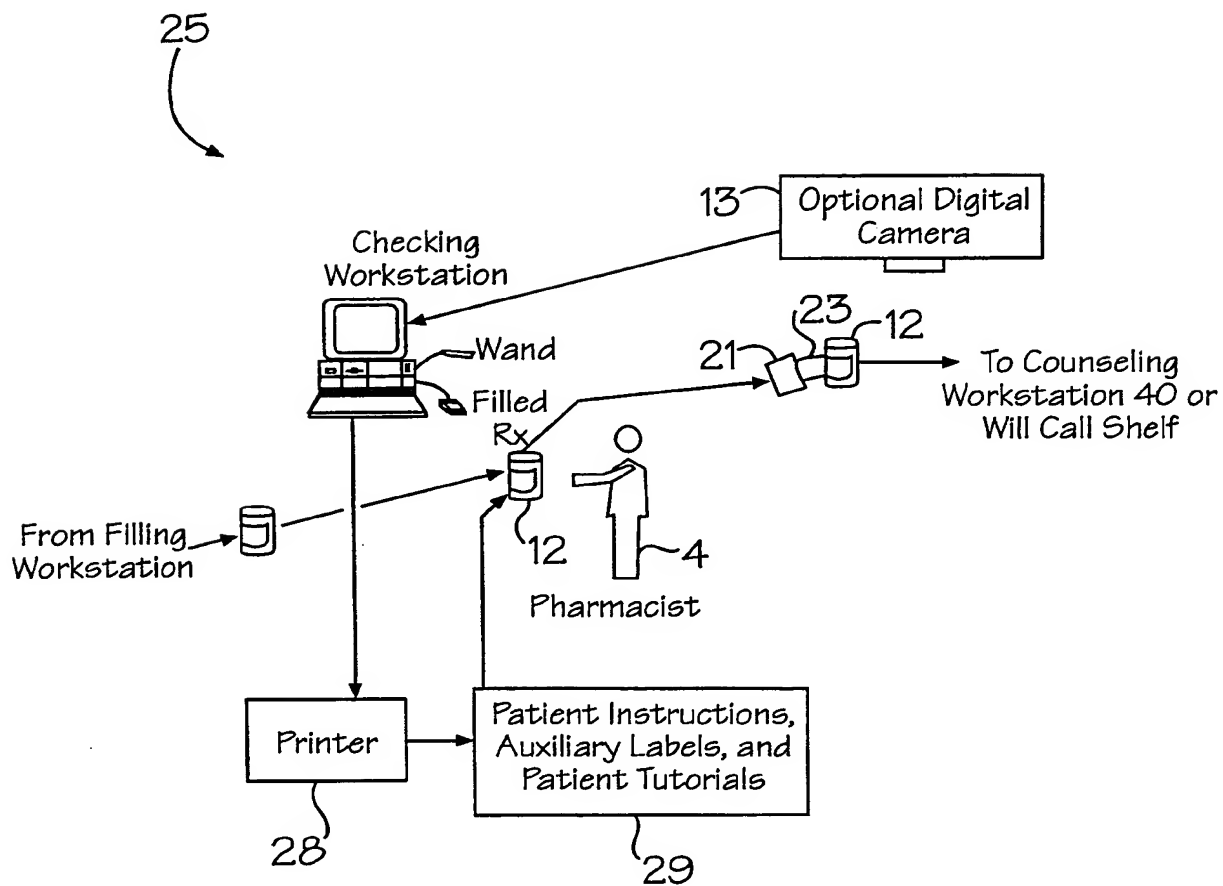 25
13
Optional Digital
Camera
Checking
Workstation
Wand
Filled
Rx
21
23
12
To Counseling
Workstation 40 or
Will Call Shelf
From Filling
Workstation
12
4
Pharmacist
Printer
Patient Instructions,
Auxiliary Labels, and
Patient Tutorials
28
29